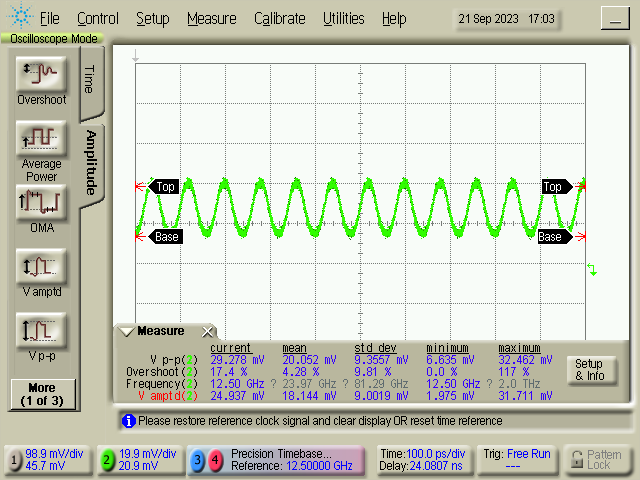 File Control Setup Measure Calibrate Utilities Help 21 Sep 2023 17:03
Oscilloscope Mode
Time
Amplitude
Overshoot
Average
Power
OMA
V amptd
V p-p
More
(1 of 3)
Top Top
Base Base
Measure
current mean std dev minimum maximum
V p-p(2) 29.278 mV 20.052 mV 9.3557 mV 6.635 mV 32.462 mV
Overshoot(2) 17.4 % 4.28 % 9.81 % 0.0 % 117 %
Frequency(2) 12.50 GHz ? 23.97 GHz ? 81.29 GHz 12.50 GHz ? 2.0 THz
V amptd(2) 24.937 mV 18.144 mV 9.0019 mV 1.975 mV 31.711 mV
Setup
& Info
Please restore reference clock signal and clear display OR reset time reference
1 98.9 mV/div
45.7 mV
2 19.9 mV/div
20.9 mV
3 4 Precision Timebase...
Reference: 12.50000 GHz
Time:100.0 ps/div
Delay:24.0807 ns
Trig: Free Run
---
Pattern
Lock